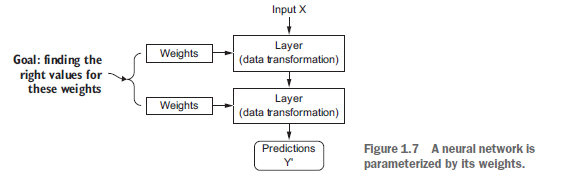 Input X
Goal: finding the
right values for
these weights
Weights
Layer
(data transformation)
Weights
Layer
(data transformation)
Predictions
Y'
Figure 1.7 A neural network is
parameterized by its weights.